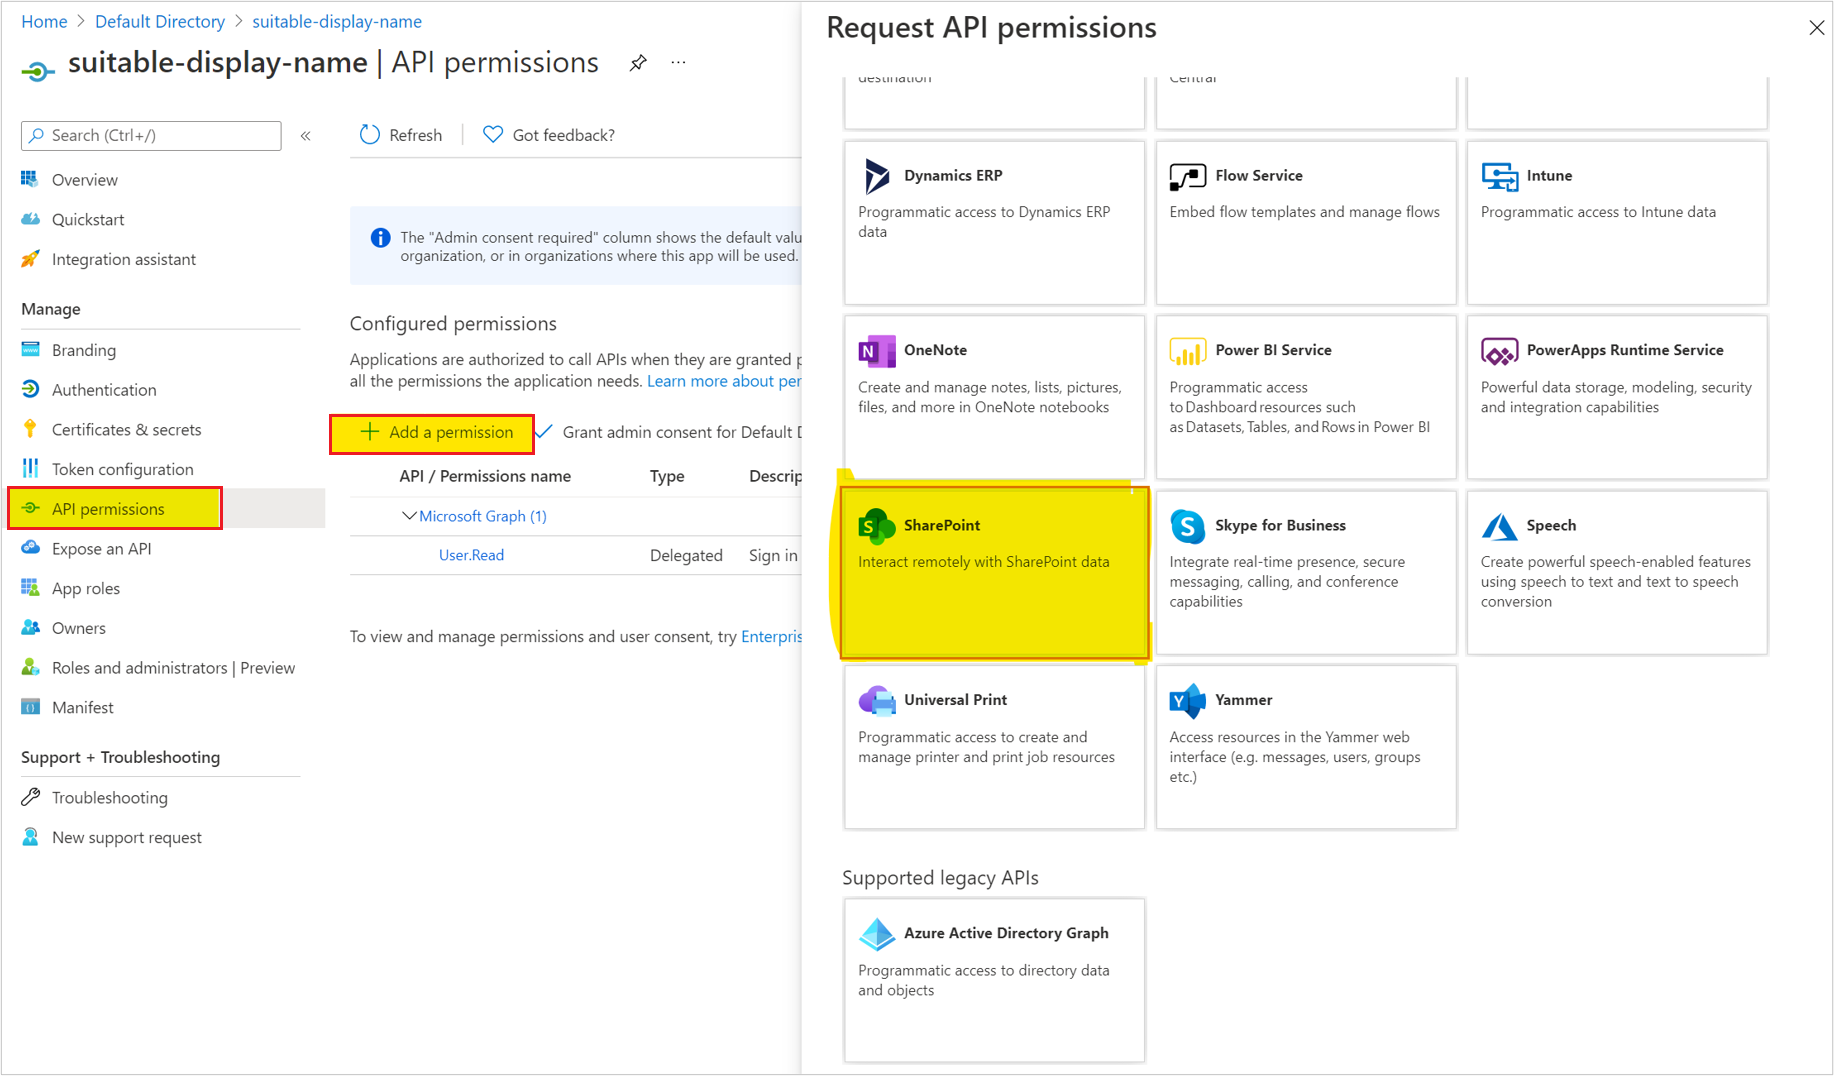 Home > Default Directory > suitable-display-name
suitable-display-name | API permissions
Search (Ctrl+/)
Overview
Quickstart
Integration assistant
Manage
Branding
Authentication
Certificates & secrets
Token configuration
API permissions
Expose an API
App roles
Owners
Roles and administrators | Preview
Manifest
Support + Troubleshooting
Troubleshooting
New support request
Refresh
Got feedback?
The "Admin consent required" column shows the default valu
organization, or in organizations where this app will be used.
Configured permissions
Applications are authorized to call APIs when they are granted p
all the permissions the application needs. Learn more about per
Add a permission
Grant admin consent for Default D
API / Permissions name Type Descrip
Microsoft Graph (1)
User.Read Delegated Sign in
To view and manage permissions and user consent, try Enterpris
Request API permissions
destination
Central
Dynamics ERP
Programmatic access to Dynamics ERP
data
Flow Service
Embed flow templates and manage flows
Intune
Programmatic access to Intune data
OneNote
Create and manage notes, lists, pictures,
files, and more in OneNote notebooks
Power BI Service
Programmatic access
to Dashboard resources such
as Datasets, Tables, and Rows in Power BI
PowerApps Runtime Service
Powerful data storage, modeling, security
and integration capabilities
SharePoint
Interact remotely with SharePoint data
Skype for Business
Integrate real-time presence, secure
messaging, calling, and conference
capabilities
Speech
Create powerful speech-enabled features
using speech to text and text to speech
conversion
Universal Print
Programmatic access to create and
manage printer and print job resources
Yammer
Access resources in the Yammer web
interface (e.g. messages, users, groups
etc.)
Supported legacy APIs
Azure Active Directory Graph
Programmatic access to directory data
and objects